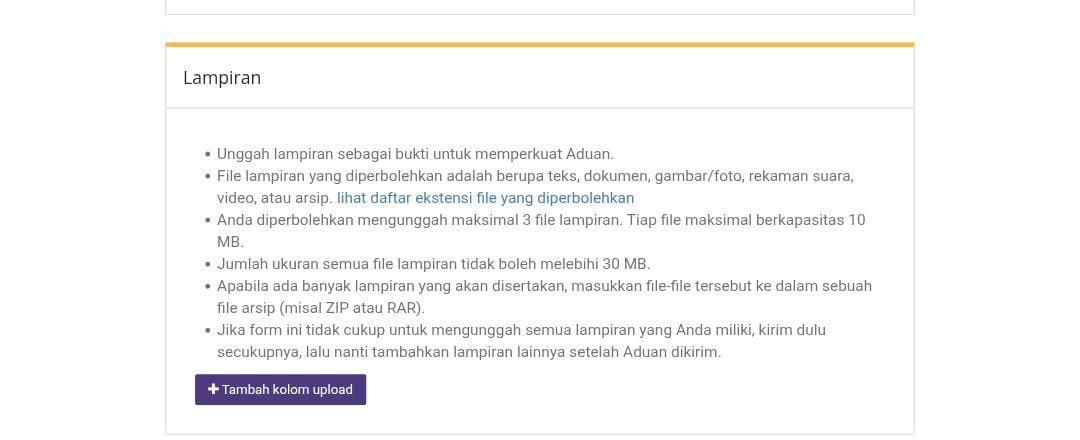 Lampiran
• Unggah lampiran sebagai bukti untuk memperkuat Aduan.
• File lampiran yang diperbolehkan adalah berupa teks, dokumen, gambar/foto, rekaman suara,
video, atau arsip. lihat daftar ekstensi file yang diperbolehkan
• Anda diperbolehkan mengunggah maksimal 3 file lampiran. Tiap file maksimal berkapasitas 10
MB.
• Jumlah ukuran semua file lampiran tidak boleh melebihi 30 MB.
• Apabila ada banyak lampiran yang akan disertakan, masukkan file-file tersebut ke dalam sebuah
file arsip (misal ZIP atau RAR).
• Jika form ini tidak cukup untuk mengunggah semua lampiran yang Anda miliki, kirim dulu
secukupnya, lalu nanti tambahkan lampiran lainnya setelah Aduan dikirim.
+ Tambah kolom upload